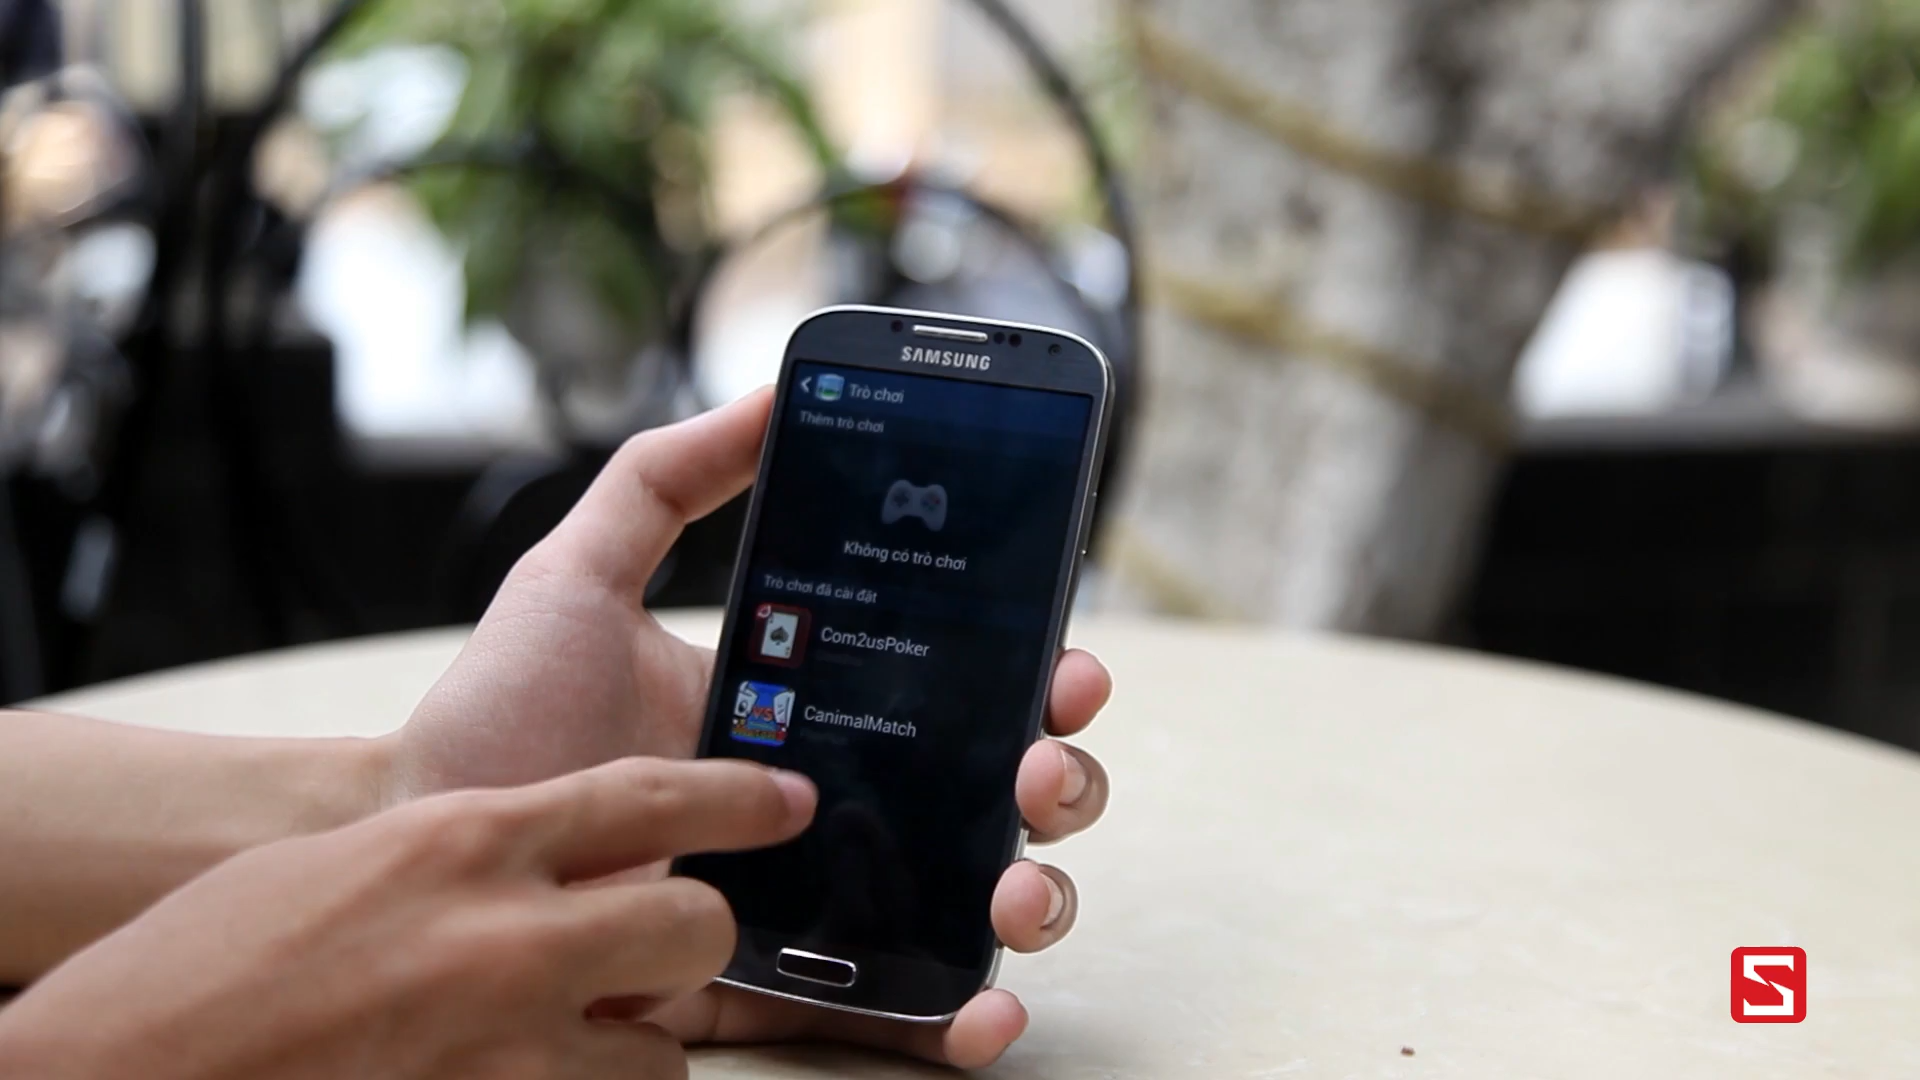 SAMSUNG
Trò chơi
Thêm trò chơi
Không có trò chơi
Trò chơi đã cài đặt
Com2usPoker
CanimalMatch